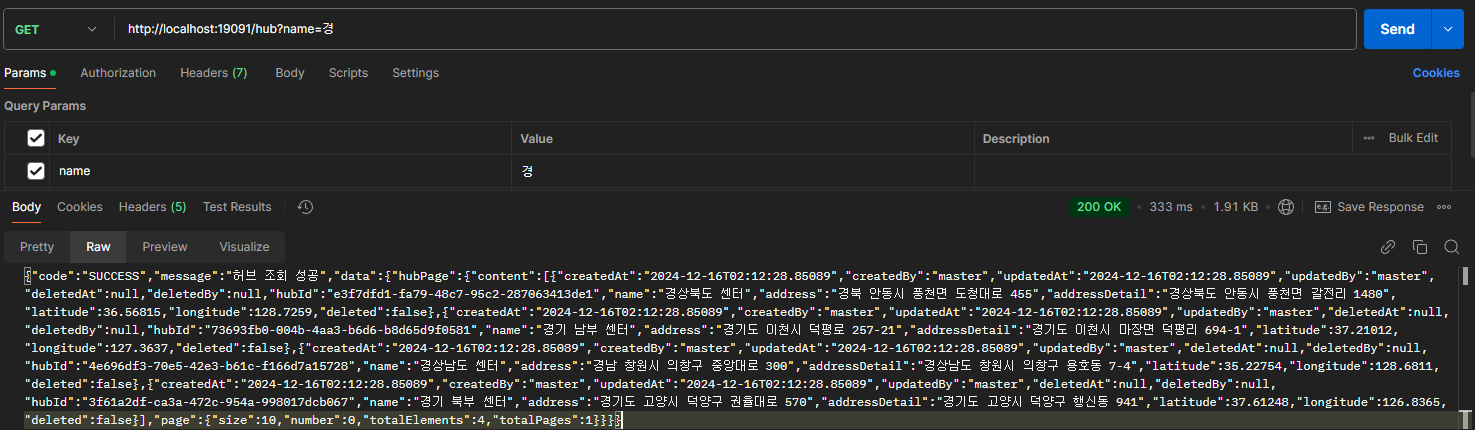 GET http://localhost:19091/hub?name=경 Send
Params Authorization Headers (7) Body Scripts Settings Cookies
Query Params
Key Value Description Bulk Edit
name 경
Body Cookies Headers (5) Test Results 200 OK 333 ms 1.91 KB e.g. Save Response
Pretty Raw Preview Visualize
{"code":"SUCCESS","message":"허브 조회 성공","data":{"hubPage":{"content":[{"createdAt":"2024-12-16T02:12:28.85089","createdBy":"master","updatedAt":"2024-12-16T02:12:28.85089","updatedBy":"master",
"deletedAt":null,"deletedBy":null,"hubId":"e3f7dfd1-fa79-48c7-95c2-287063413de1","name":"경상북도 센터","address":"경북 안동시 풍천면 도청대로 455","addressDetail":"경상북도 안동시 풍천면 갈전리 1480",
"latitude":36.56815,"longitude":128.7259,"deleted":false},{"createdAt":"2024-12-16T02:12:28.85089","createdBy":"master","updatedAt":"2024-12-16T02:12:28.85089","updatedBy":"master","deletedAt":null,
"deletedBy":null,"hubId":"73693fb0-004b-4aa3-b6d6-b8d65d9f0581","name":"경기 남부 센터","address":"경기도 이천시 덕평로 257-21","addressDetail":"경기도 이천시 마장면 덕평리 694-1","latitude":37.21012,
"longitude":127.3637,"deleted":false},{"createdAt":"2024-12-16T02:12:28.85089","createdBy":"master","updatedAt":"2024-12-16T02:12:28.85089","updatedBy":"master","deletedAt":null,"deletedBy":null,
"hubId":"4e696df3-70e5-42e3-b61c-f166d7a15728","name":"경상남도 센터","address":"경남 창원시 의창구 중앙대로 300","addressDetail":"경상남도 창원시 의창구 용호동 7-4","latitude":35.22754,"longitude":128.6811,
"deleted":false},{"createdAt":"2024-12-16T02:12:28.85089","createdBy":"master","updatedAt":"2024-12-16T02:12:28.85089","updatedBy":"master","deletedAt":null,"deletedBy":null,
"hubId":"3f61a2df-ca3a-472c-954a-998017dcb067","name":"경기 북부 센터","address":"경기도 고양시 덕양구 권율대로 570","addressDetail":"경기도 고양시 덕양구 행신동 941","latitude":37.61248,"longitude":126.8365,
"deleted":false}],"page":{"size":10,"number":0,"totalElements":4,"totalPages":1}}}}